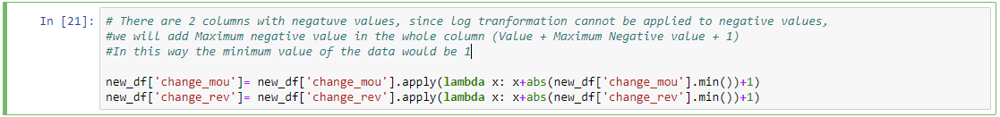 In [21]: # There are 2 columns with negatuve values, since log tranformation cannot be applied to negative values,
#we will add Maximum negative value in the whole column (Value + Maximum Negative value + 1)
#In this way the minimum value of the data would be 1
new_df['change_mou']= new_df['change_mou'].apply(lambda x: x+abs(new_df['change_mou'].min())+1)
new_df['change_rev']= new_df['change_rev'].apply(lambda x: x+abs(new_df['change_rev'].min())+1)